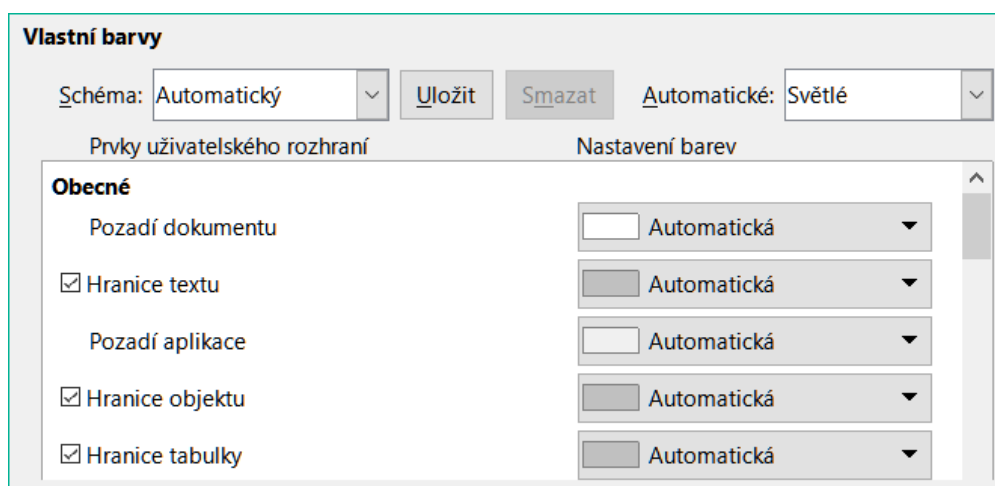 Vlastní barvy
Schéma: Automatický Uložit Smazat Automatické: Světlé
Prvky uživatelského rozhraní Nastavení barev
Obecné
Pozadí dokumentu Automatická
Hranice textu Automatická
Pozadí aplikace Automatická
Hranice objektu Automatická
Hranice tabulky Automatická